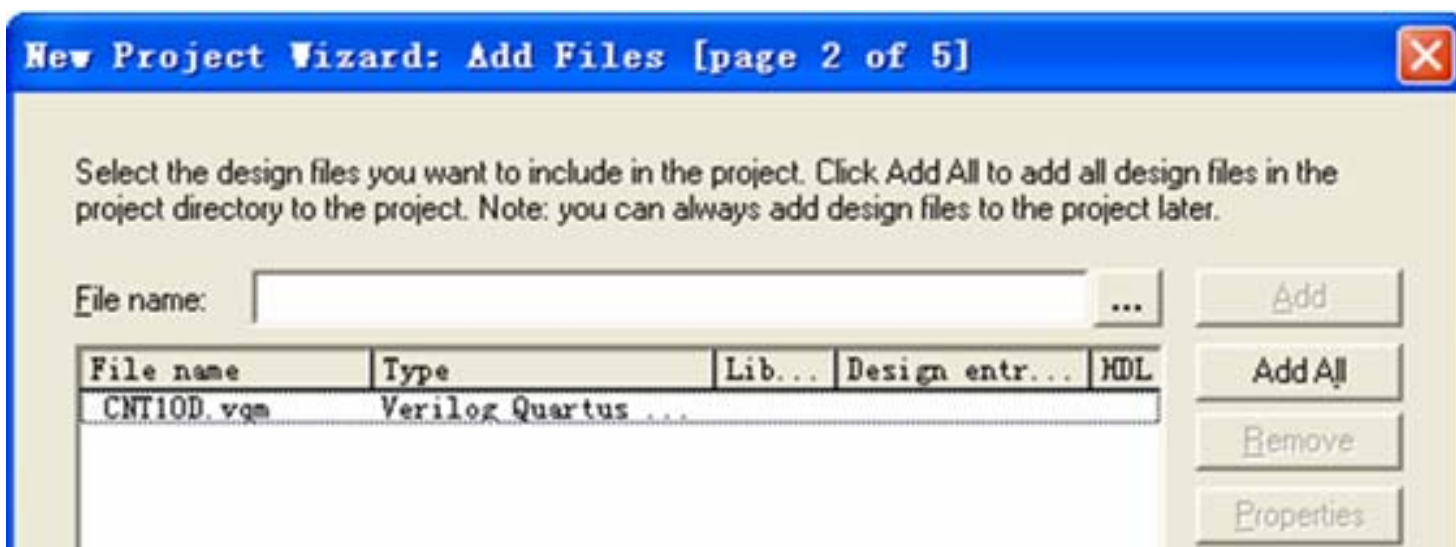 New Project Wizard: Add Files [page 2 of 5]
Select the design files you want to include in the project. Click Add All to add all design files in the
project directory to the project. Note: you can always add design files to the project later.
File name: ... Add
File name Type Lib... Design entr... HDL Add All
CNT10D.vqm Verilog Quartus ...
Remove
Properties